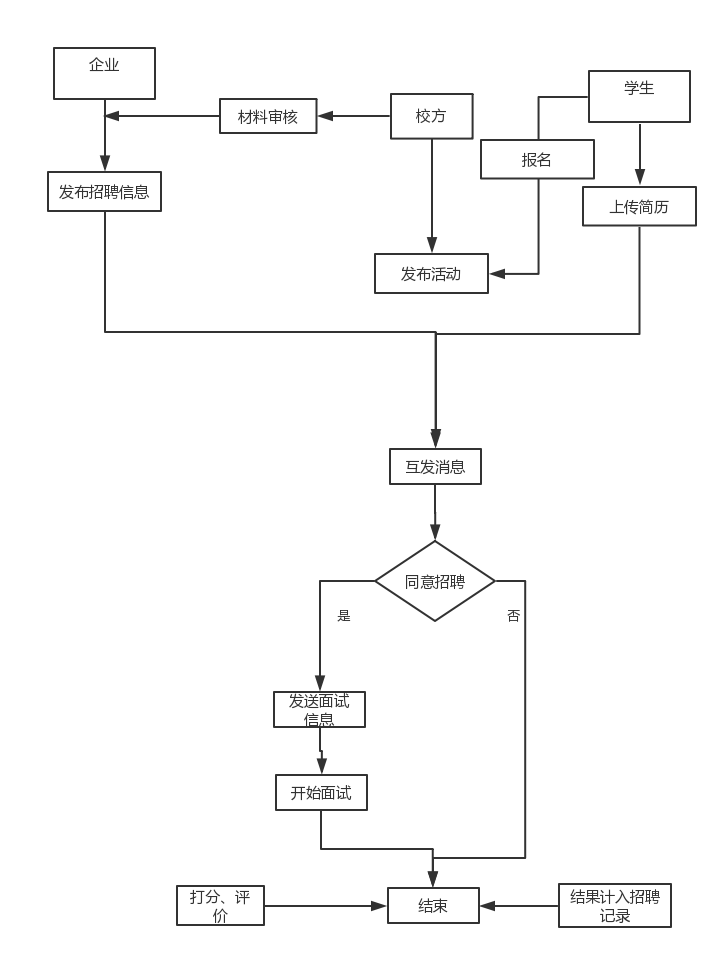 企业
学生
材料审核
校方
报名
发布招聘信息
上传简历
发布活动
互发消息
同意招聘
是
否
发送面试
信息
开始面试
打分、评
价
结束
结果计入招聘
记录